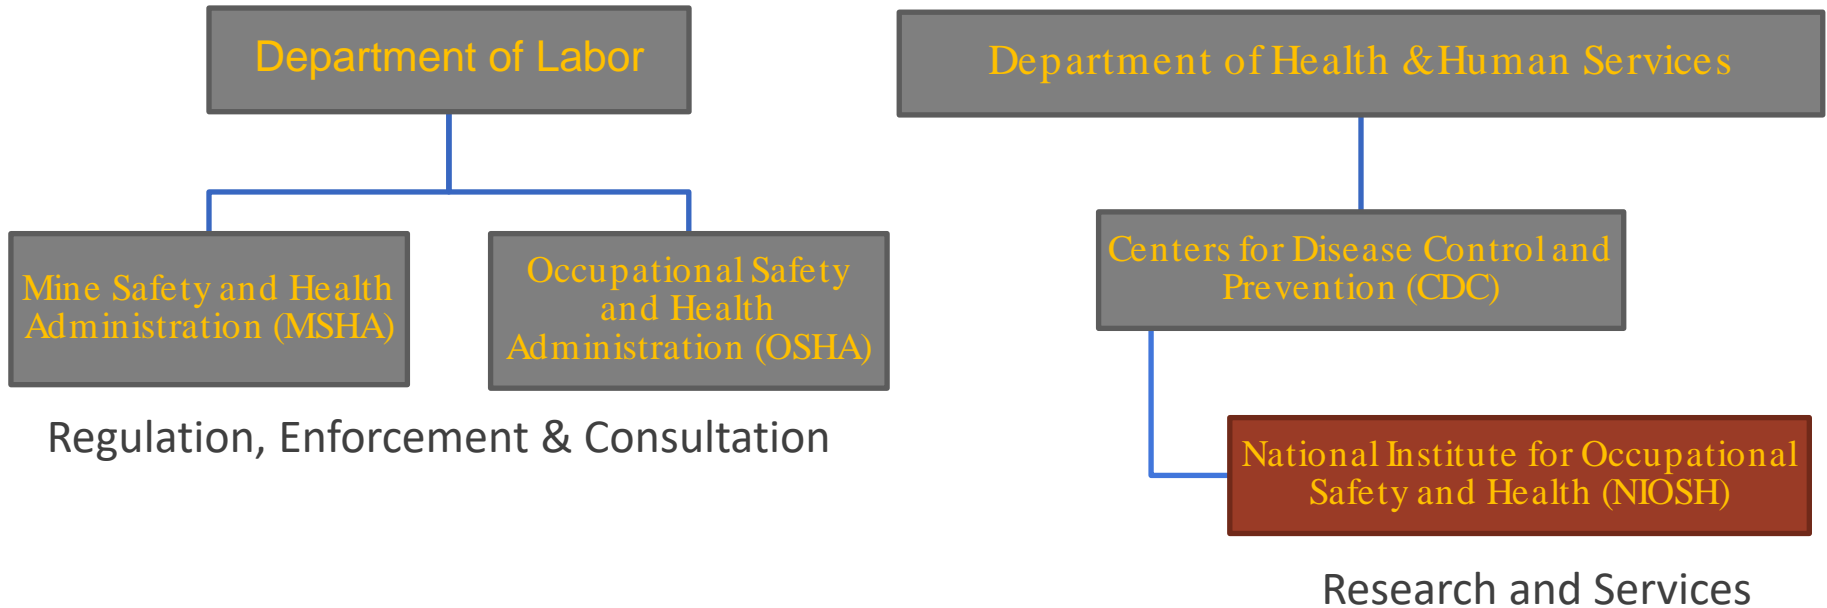 Department of Labor
Mine Safety and Health
Administration (MSHA)
Occupational Safety
and Health
Administration (OSHA)
Regulation, Enforcement & Consultation
Department of Health & Human Services
Centers for Disease Control and
Prevention (CDC)
National Institute for Occupational
Safety and Health (NIOSH)
Research and Services